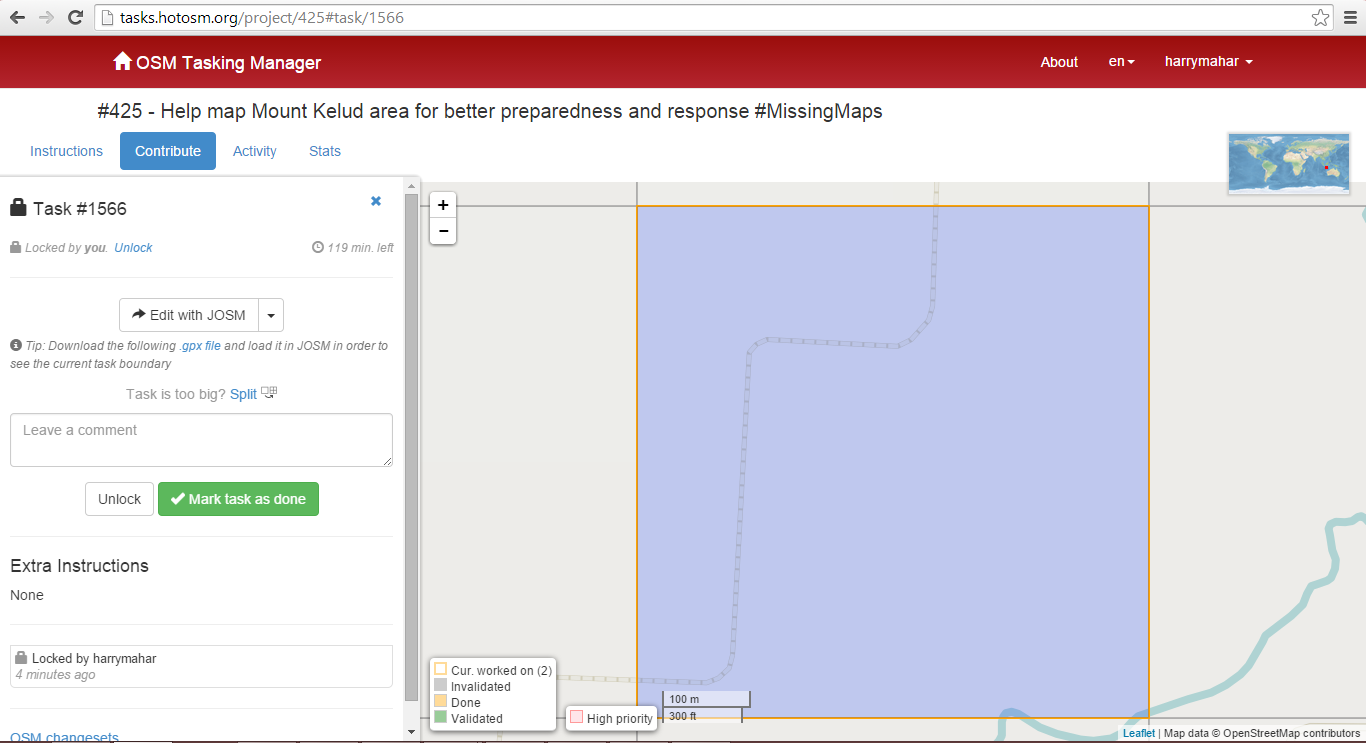 tasks.hotosm.org/project/425#task/1566
OSM Tasking Manager
About
en
harrymahar
#425 - Help map Mount Kelud area for better preparedness and response #MissingMaps
Instructions
Contribute
Activity
Stats
Task #1566
Locked by you. Unlock
119 min. left
Edit with JOSM
Tip: Download the following .gpx file and load it in JOSM in order to
see the current task boundary
Task is too big? Split
Leave a comment
Unlock
Mark task as done
Extra Instructions
None
Locked by harrymahar
4 minutes ago
OSM changesets
+
−
Cur. worked on (2)
Invalidated
Done
Validated
High priority
100 m
300 ft
Leaflet | Map data © OpenStreetMap contributors